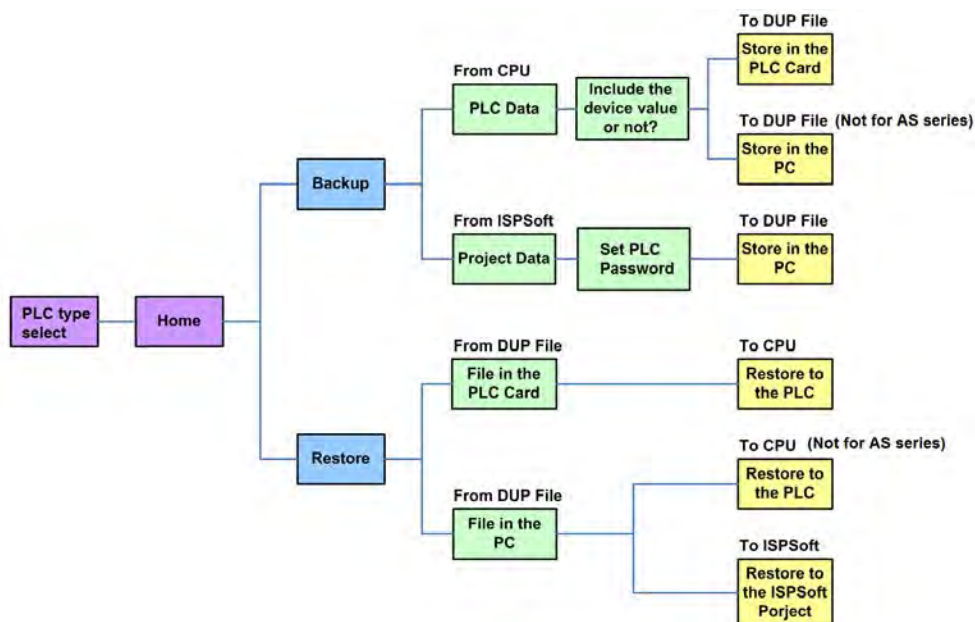 To DUP File
Store in the
PLC Card
From CPU
PLC Data
Include the
device value
or not?
To DUP File (Not for AS series)
Store in the
PC
Backup
From ISPSoft
Project Data
Set PLC
Password
To DUP File
Store in the
PC
PLC type
select
Home
From DUP File
File in the
PLC Card
To CPU
Restore to
the PLC
Restore
From DUP File
File in the
PC
To CPU (Not for AS series)
Restore to
the PLC
To ISPSoft
Restore to
the ISPSoft
Porject